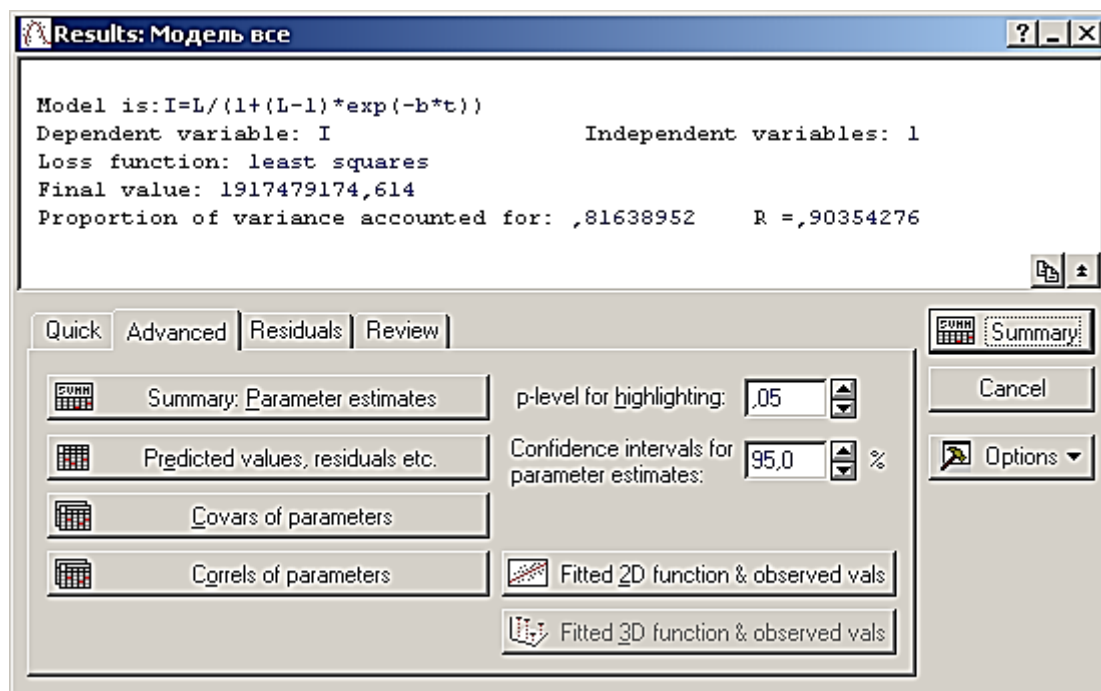 Results: Модель все
Model is:I=L/(1+(L-1)*exp(-b*t))
Dependent variable: I Independent variables: 1
Loss function: least squares
Final value: 1917479174,614
Proportion of variance accounted for: ,81638952 R =,90354276
Quick Advanced Residuals Review
SUMM Summary
SUMM Summary: Parameter estimates
p-level for highlighting: ,05
Cancel
Predicted values, residuals etc.
Confidence intervals for parameter estimates: 95,0 %
Options
Covars of parameters
Correls of parameters
Fitted 2D function & observed vals
Fitted 3D function & observed vals